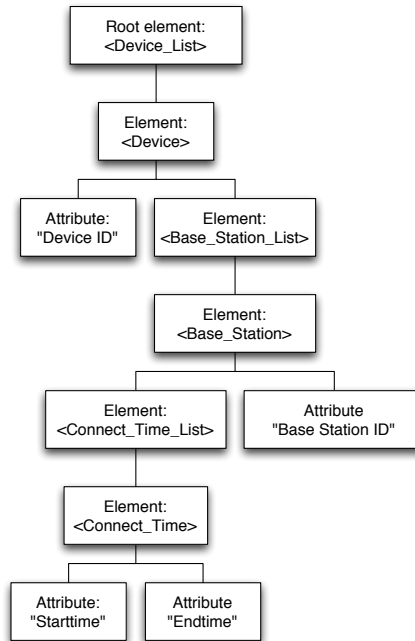 Root element:
<Device_List>
Element:
<Device>
Attribute:
"Device ID"
Element:
<Base_Station_List>
Element:
<Base_Station>
Element:
<Connect_Time_List>
Attribute
"Base Station ID"
Element:
<Connect_Time>
Attribute:
"Starttime"
Attribute
"Endtime"